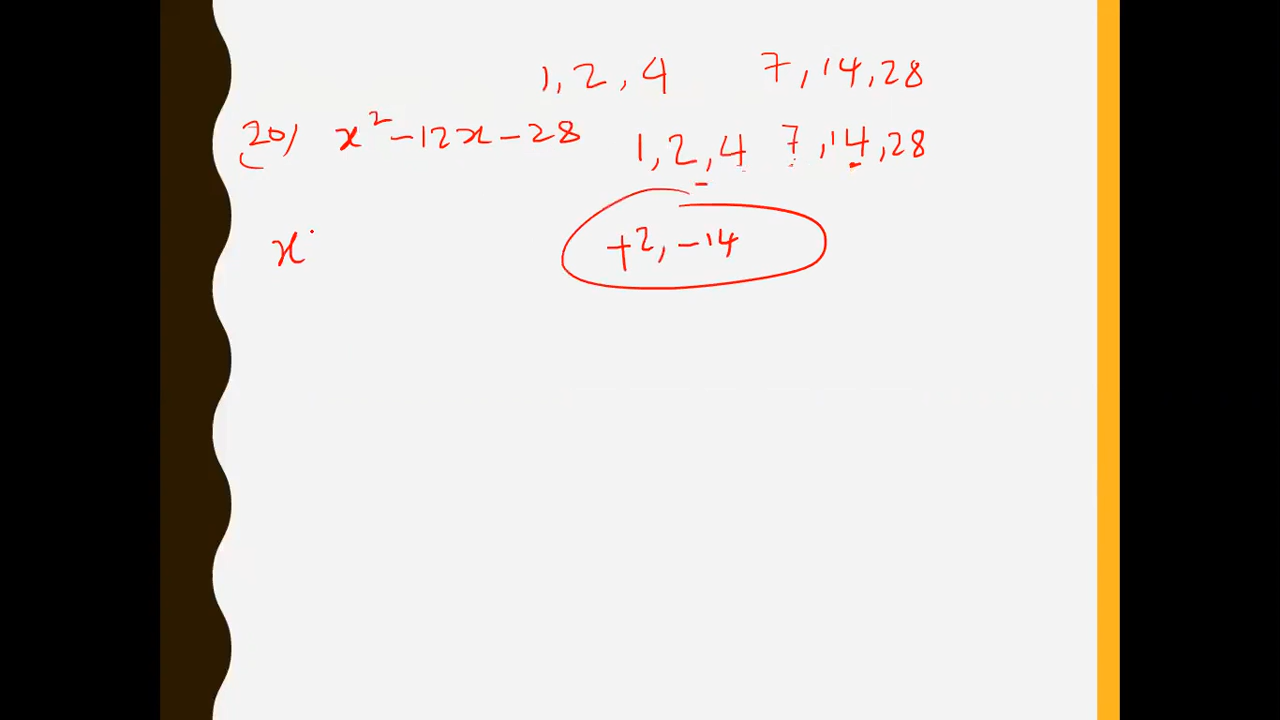 1, 2, 4 7, 14, 28
20) x² - 12x - 28 1, 2, 4 7, 14, 28
x +2, -14